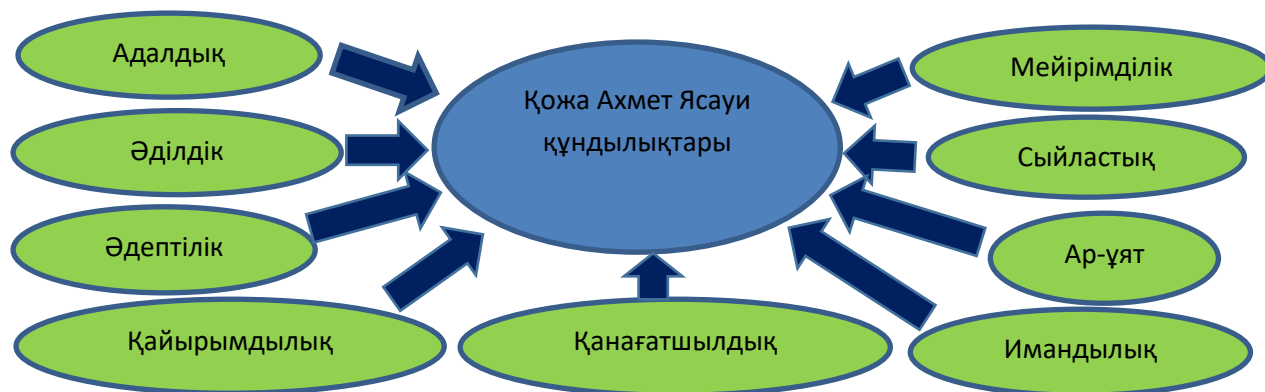 Адалдық
Мейірімділік
Қожа Ахмет Ясауи
құндылықтары
Әділдік
Сыйластық
Әдептілік
Ар-ұят
Қайырымдылық
Қанағатшылдық
Имандылық